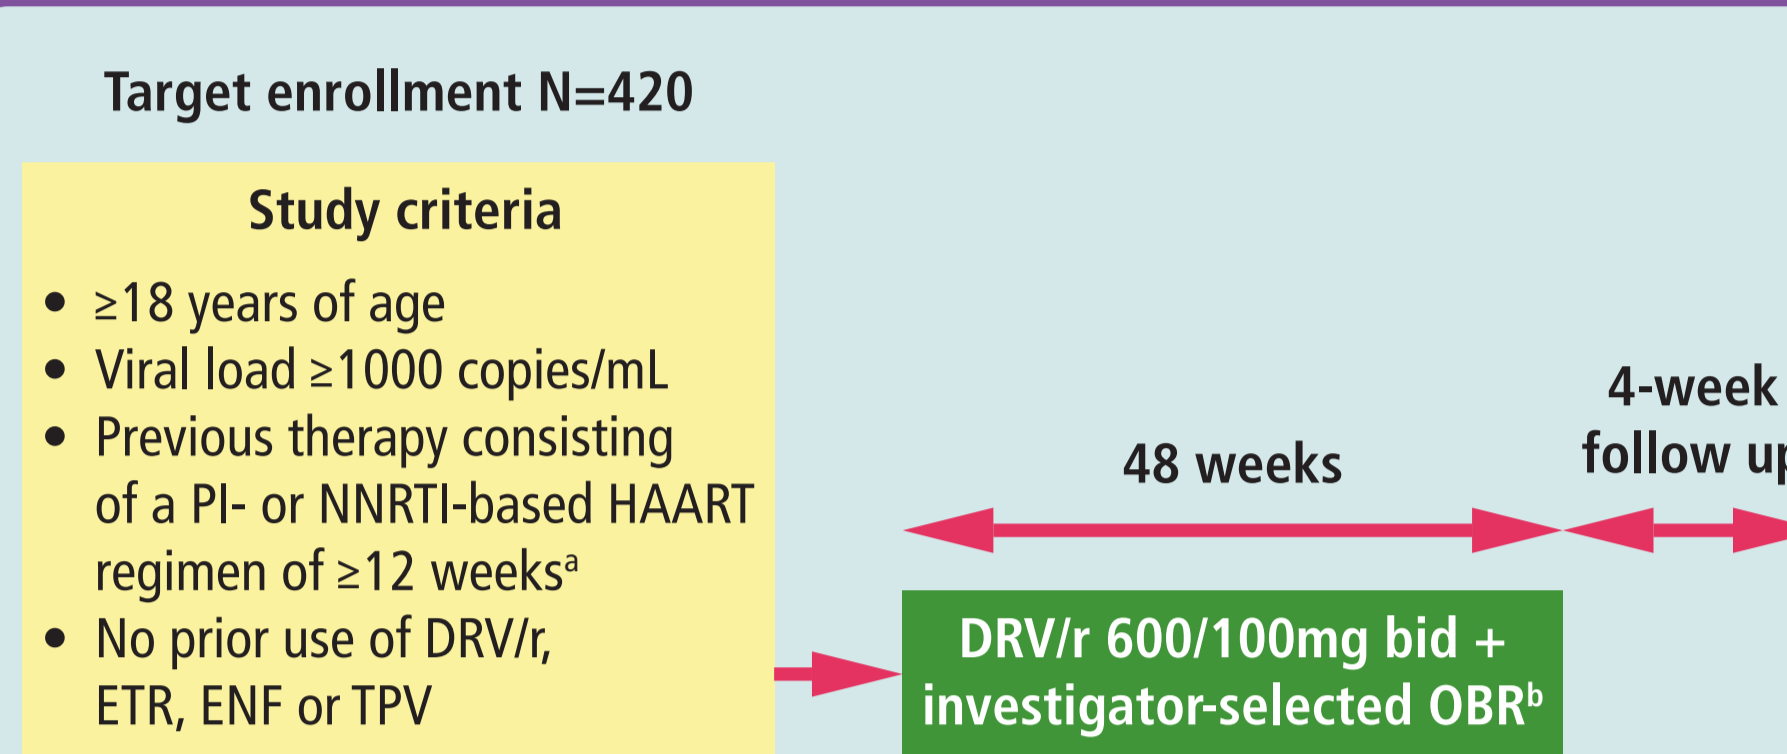 Target enrollment N=420
Study criteria
• ≥18 years of age
• Viral load ≥1000 copies/mL
• Previous therapy consisting
of a PI- or NNRTI-based HAART
regimen of ≥12 weeksᵃ
• No prior use of DRV/r,
ETR, ENF or TPV
48 weeks
4-week
follow up
DRV/r 600/100mg bid +
investigator-selected OBRᵇ